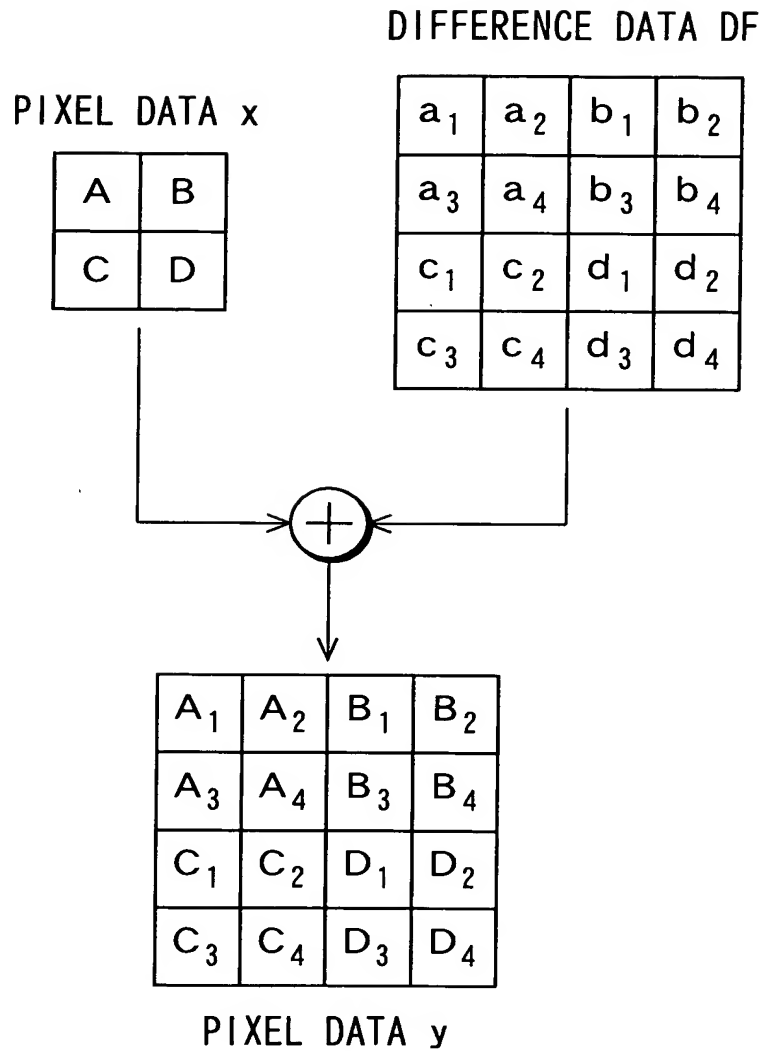 DIFFERENCE DATA DF
PIXEL DATA x
A B
C D
a1 a2 b1 b2
a3 a4 b3 b4
c1 c2 d1 d2
c3 c4 d3 d4
A1 A2 B1 B2
A3 A4 B3 B4
C1 C2 D1 D2
C3 C4 D3 D4
PIXEL DATA y